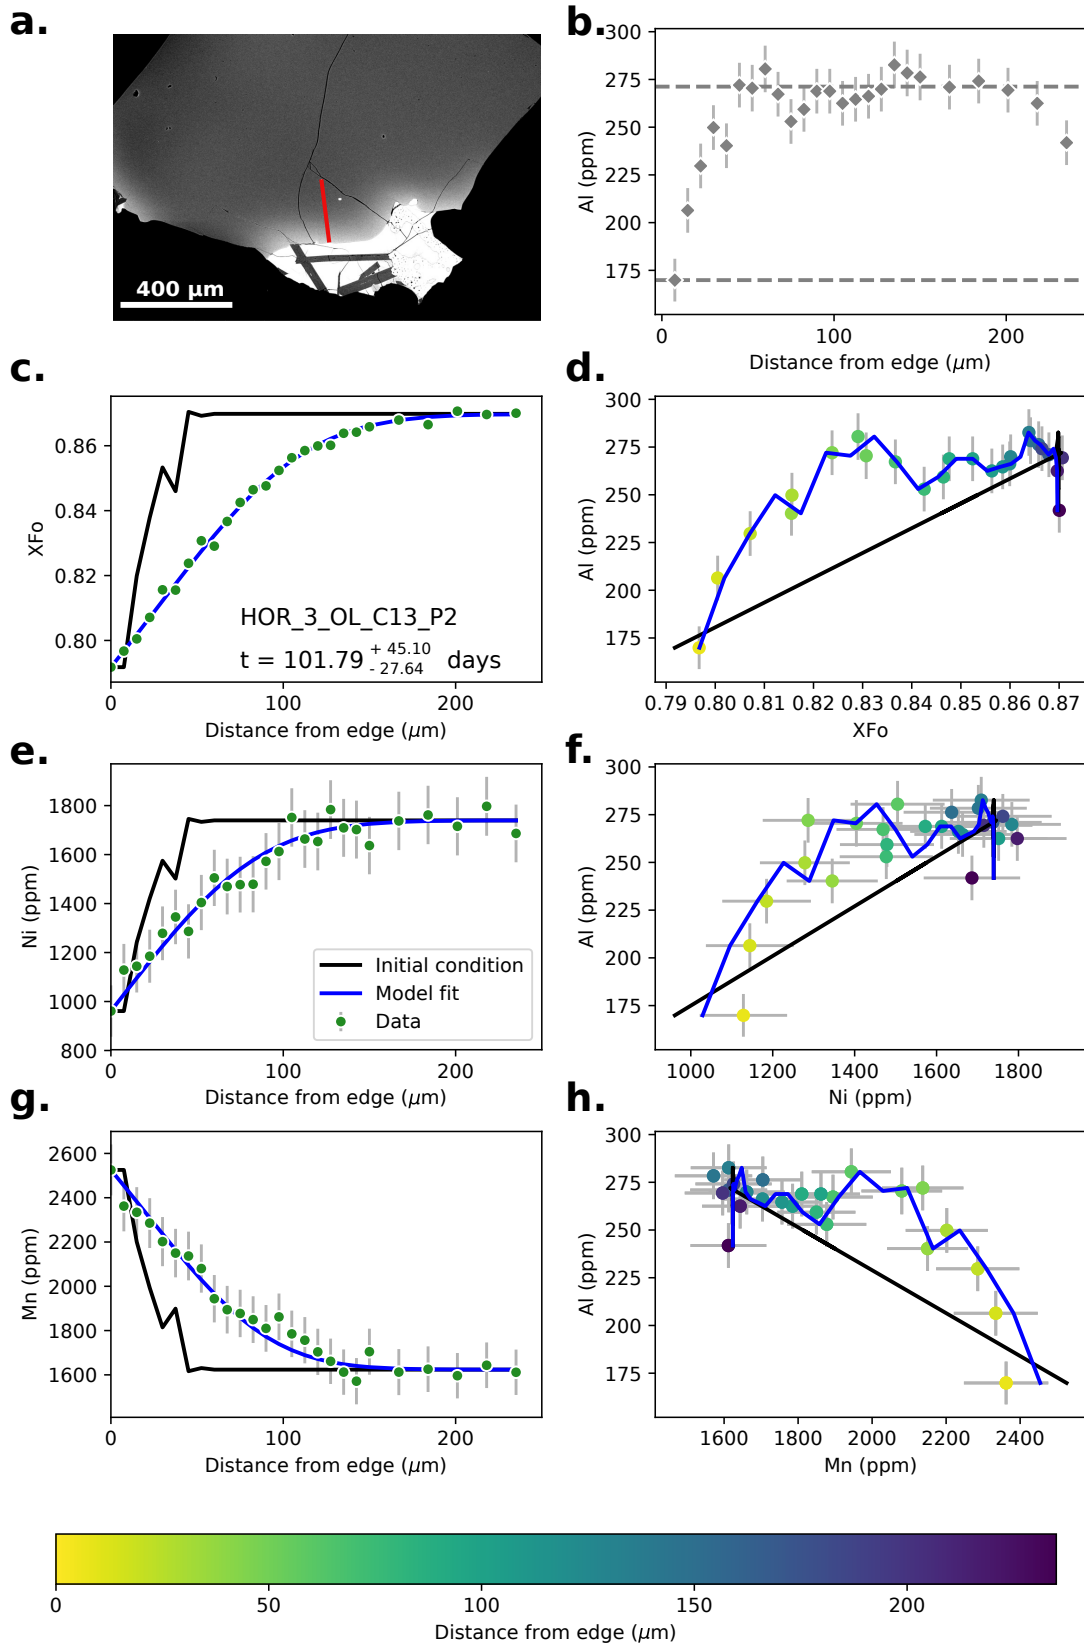 a.
400 μm
b.
300
275
250
225
200
175
Al (ppm)
0
100
200
Distance from edge (μm)
c.
0.86
0.84
0.82
0.80
XFo
HOR_3_OL_C13_P2
t = 101.79 + 45.10 - 27.64 days
0
100
200
Distance from edge (μm)
d.
300
275
250
225
200
175
Al (ppm)
0.79 0.80 0.81 0.82 0.83 0.84 0.85 0.86 0.87
XFo
e.
1800
1600
1400
1200
1000
800
Ni (ppm)
Initial condition
Model fit
Data
0
100
200
Distance from edge (μm)
f.
300
275
250
225
200
175
Al (ppm)
1000 1200 1400 1600 1800
Ni (ppm)
g.
2600
2400
2200
2000
1800
1600
Mn (ppm)
0
100
200
Distance from edge (μm)
h.
300
275
250
225
200
175
Al (ppm)
1600 1800 2000 2200 2400
Mn (ppm)
0 50 100 150 200
Distance from edge (μm)